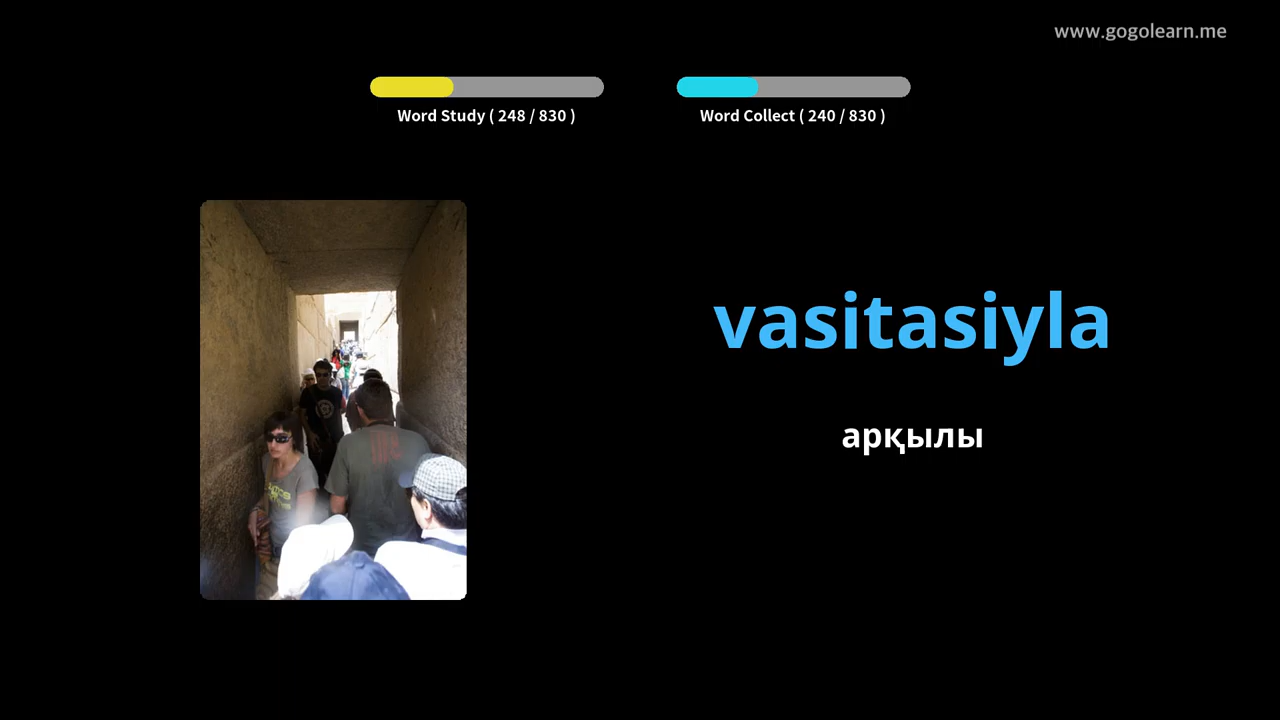 www.gogolearn.me
Word Study ( 248 / 830 )
Word Collect ( 240 / 830 )
vasitasiyla
арқылы